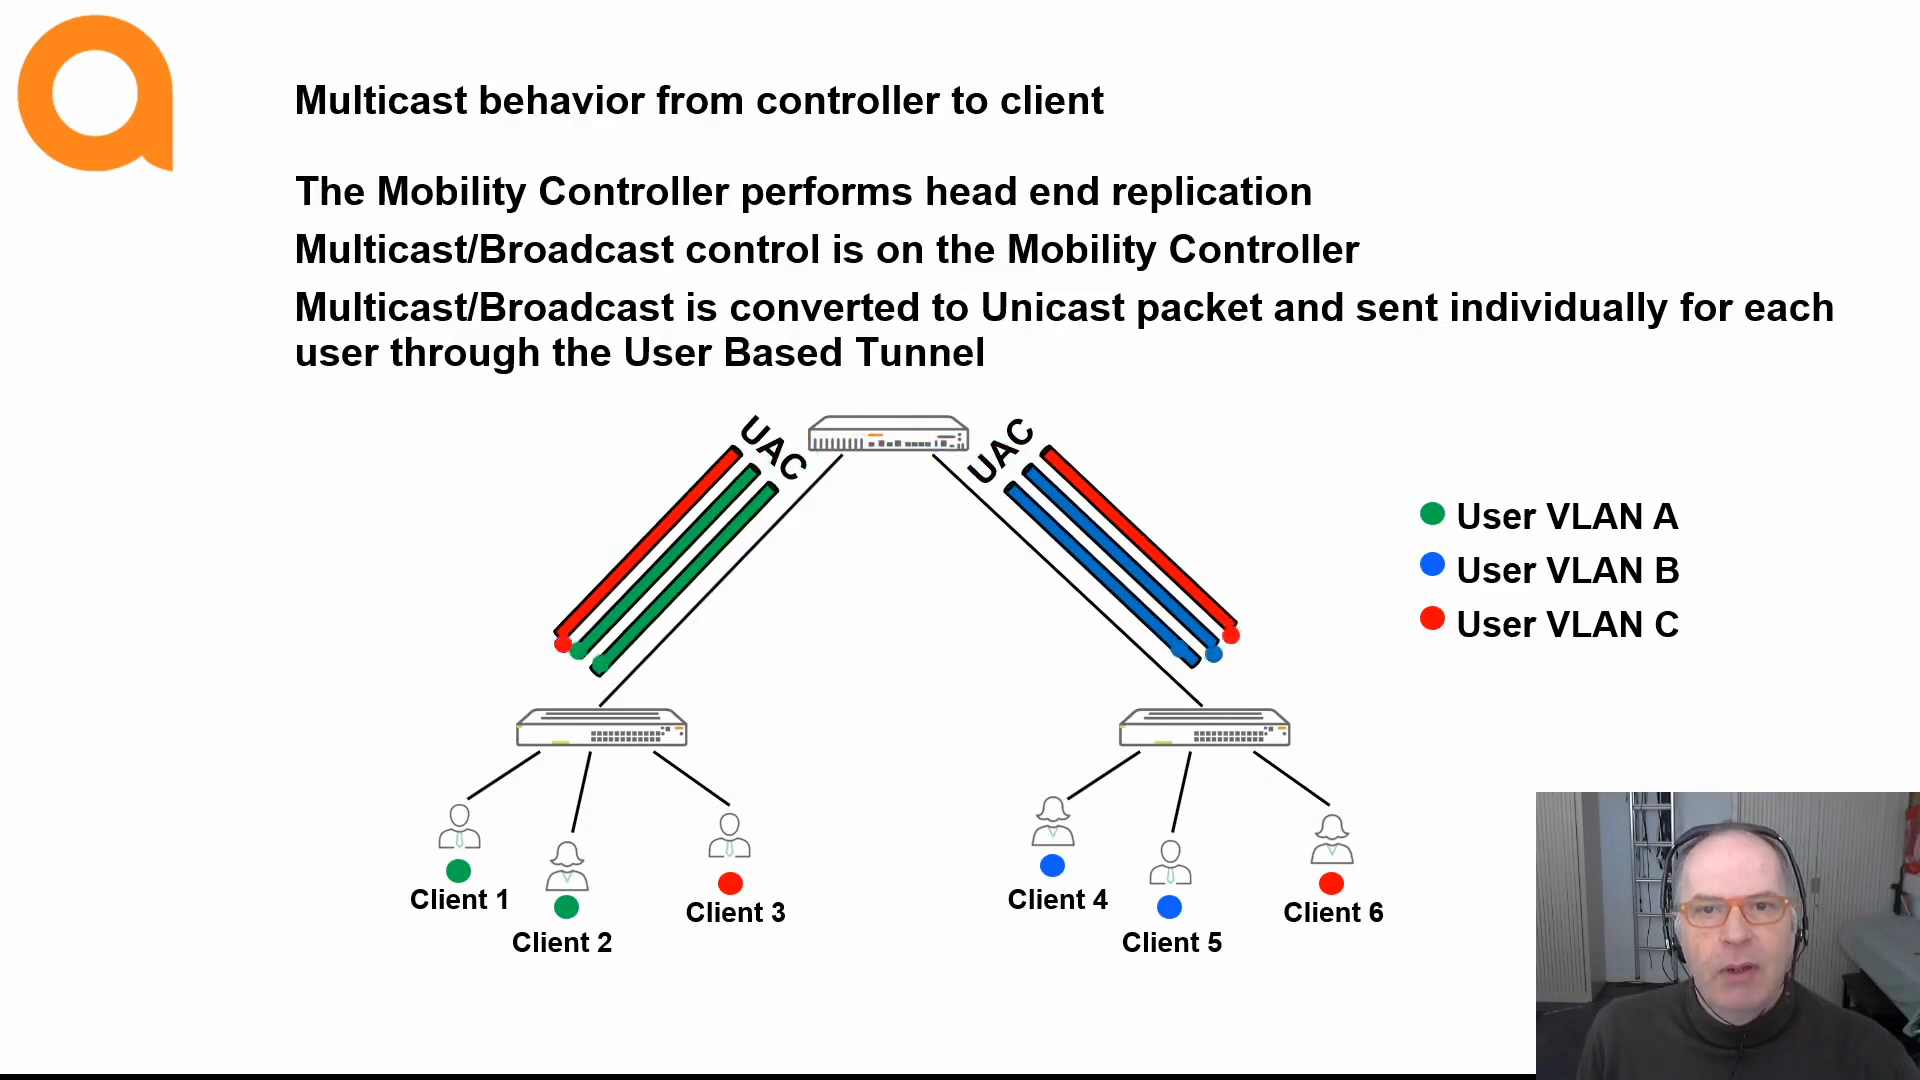 Multicast behavior from controller to client
The Mobility Controller performs head end replication
Multicast/Broadcast control is on the Mobility Controller
Multicast/Broadcast is converted to Unicast packet and sent individually for each
user through the User Based Tunnel
UAC
UAC
User VLAN A
User VLAN B
User VLAN C
Client 1
Client 2
Client 3
Client 4
Client 5
Client 6